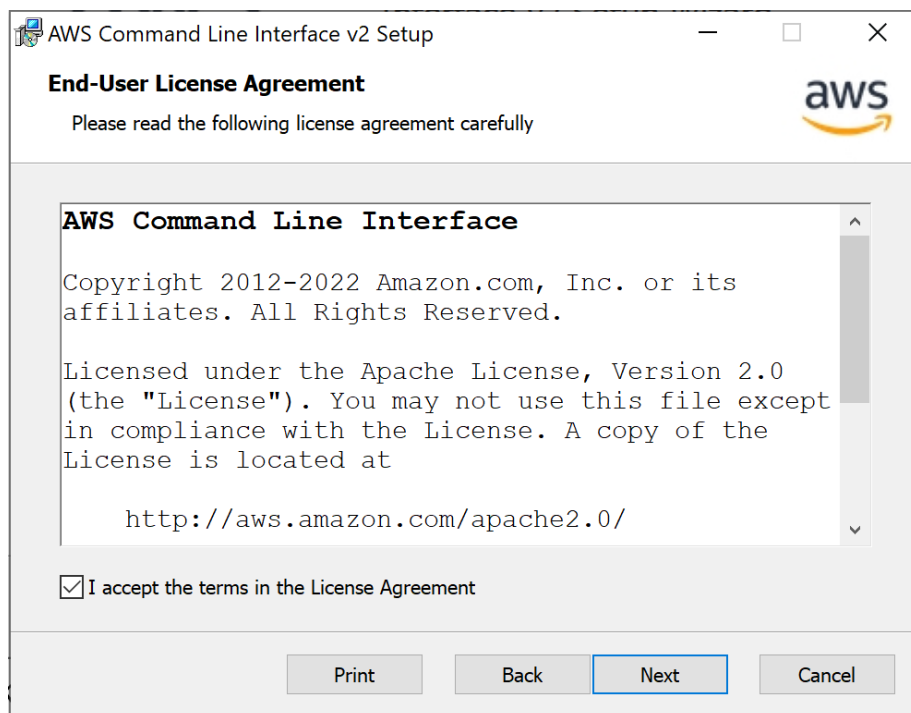 AWS Command Line Interface v2 Setup
End-User License Agreement
Please read the following license agreement carefully
aws
AWS Command Line Interface
Copyright 2012-2022 Amazon.com, Inc. or its
affiliates. All Rights Reserved.
Licensed under the Apache License, Version 2.0
(the "License"). You may not use this file except
in compliance with the License. A copy of the
License is located at
http://aws.amazon.com/apache2.0/
I accept the terms in the License Agreement
Print Back Next Cancel